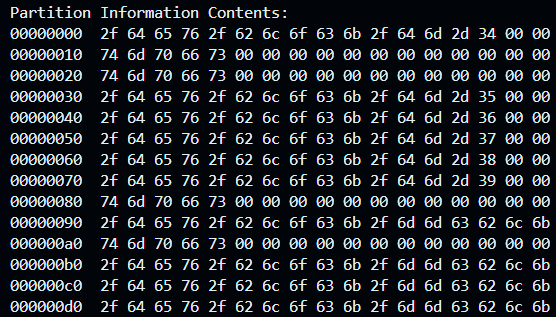 Partition Information Contents:
00000000  2f 64 65 76 2f 62 6c 6f 63 6b 2f 64 6d 2d 34 00 00
00000010  74 6d 70 66 73 00 00 00 00 00 00 00 00 00 00 00 00
00000020  74 6d 70 66 73 00 00 00 00 00 00 00 00 00 00 00 00
00000030  2f 64 65 76 2f 62 6c 6f 63 6b 2f 64 6d 2d 35 00 00
00000040  2f 64 65 76 2f 62 6c 6f 63 6b 2f 64 6d 2d 36 00 00
00000050  2f 64 65 76 2f 62 6c 6f 63 6b 2f 64 6d 2d 37 00 00
00000060  2f 64 65 76 2f 62 6c 6f 63 6b 2f 64 6d 2d 38 00 00
00000070  2f 64 65 76 2f 62 6c 6f 63 6b 2f 64 6d 2d 39 00 00
00000080  74 6d 70 66 73 00 00 00 00 00 00 00 00 00 00 00 00
00000090  2f 64 65 76 2f 62 6c 6f 63 6b 2f 6d 6d 63 62 6c 6b
000000a0  74 6d 70 66 73 00 00 00 00 00 00 00 00 00 00 00 00
000000b0  2f 64 65 76 2f 62 6c 6f 63 6b 2f 6d 6d 63 62 6c 6b
000000c0  2f 64 65 76 2f 62 6c 6f 63 6b 2f 6d 6d 63 62 6c 6b
000000d0  2f 64 65 76 2f 62 6c 6f 63 6b 2f 6d 6d 63 62 6c 6b